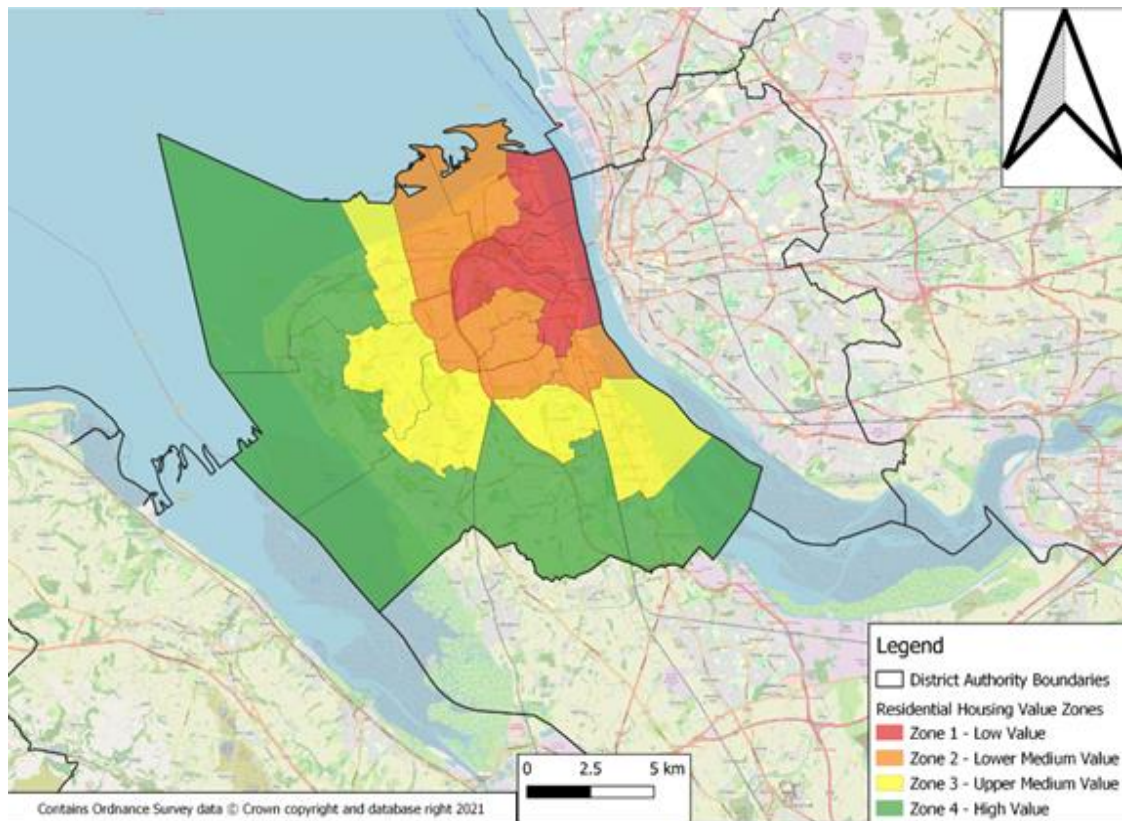 Legend
District Authority Boundaries
Residential Housing Value Zones
Zone 1 - Low Value
Zone 2 - Lower Medium Value
Zone 3 - Upper Medium Value
Zone 4 - High Value
0 2.5 5 km
Contains Ordnance Survey data © Crown copyright and database right 2021